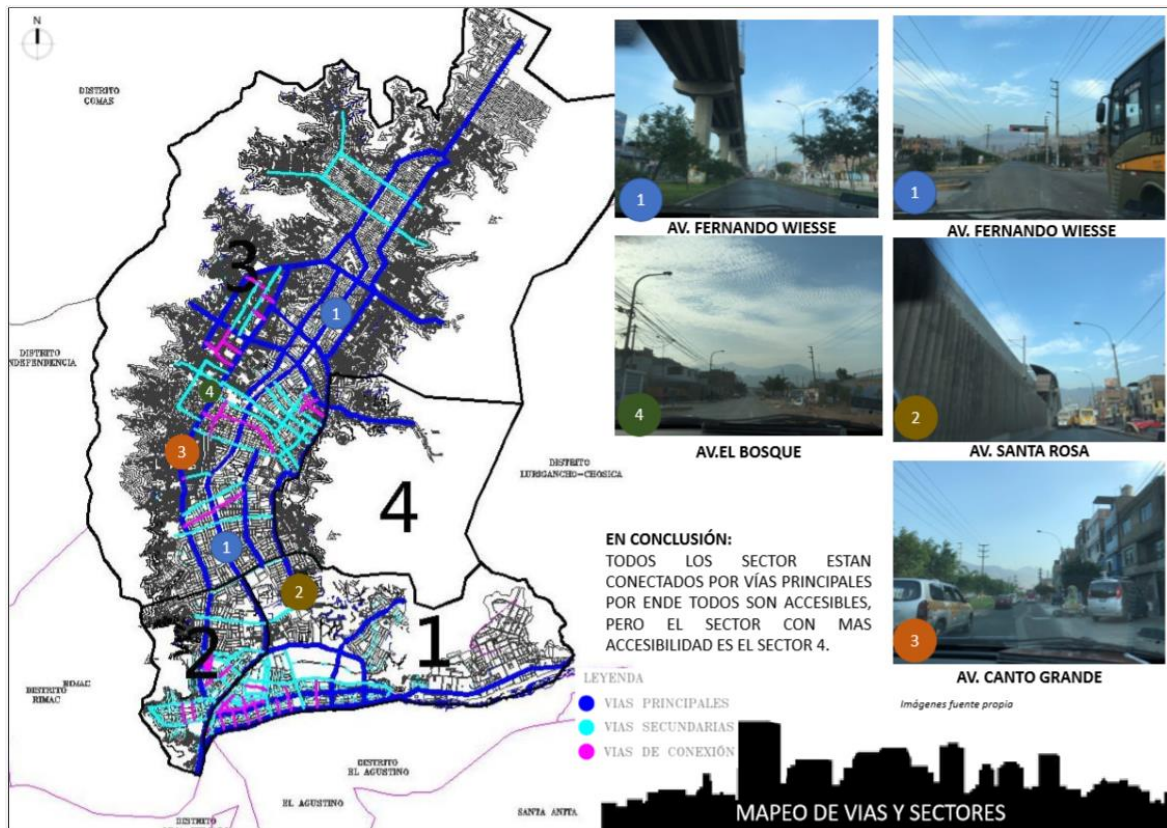 N
DISTRITO
COMAS
3
1
DISTRITO
NDEPENDENCIA
4
3
DISTRITO
LURIGANCHO-CHOSICA
4
1
2
2
1
RIMAC
DISTRITO
RIMAC
DISTRITO
EL AGUSTINO
EL AGUSTINO
SANTA ANITA
DISTRITO
1
AV. FERNANDO WIESSE
1
AV. FERNANDO WIESSE
4
AV.EL BOSQUE
2
AV. SANTA ROSA
EN CONCLUSIÓN:
TODOS LOS SECTOR ESTAN
CONECTADOS POR VÍAS PRINCIPALES
POR ENDE TODOS SON ACCESIBLES,
PERO EL SECTOR CON MAS
ACCESIBILIDAD ES EL SECTOR 4.
3
AV. CANTO GRANDE
Imágenes fuente propia
LEYENDA
VIAS PRINCIPALES
VIAS SECUNDARIAS
VIAS DE CONEXIÓN
MAPEO DE VIAS Y SECTORES